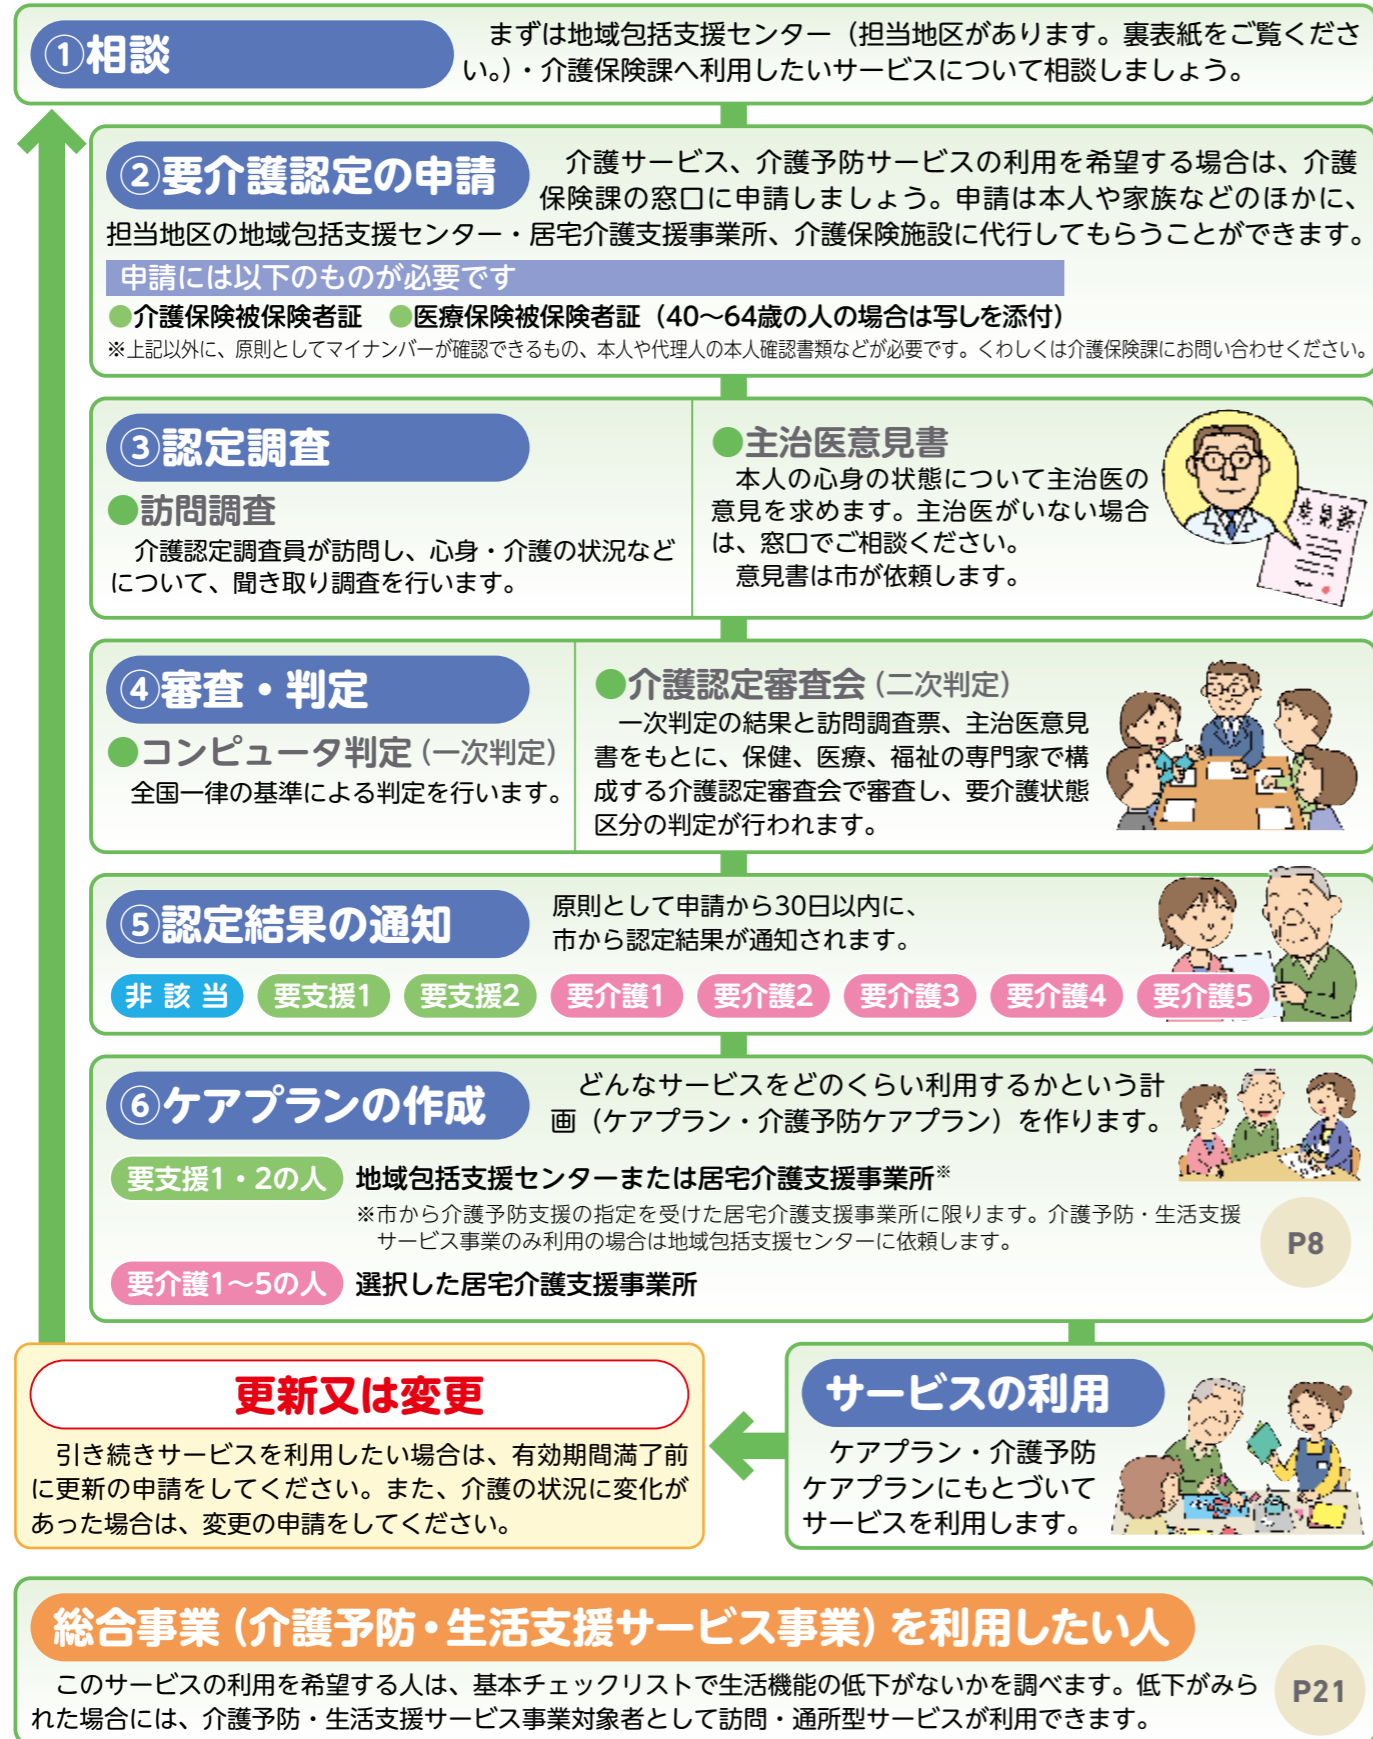 ①相談
まずは地域包括支援センター（担当地区があります。裏表紙をご覧くださ
い。）・介護保険課へ利用したいサービスについて相談しましょう。
②要介護認定の申請
介護サービス、介護予防サービスの利用を希望する場合は、介護
保険課の窓口に申請しましょう。申請は本人や家族などのほかに、
担当地区の地域包括支援センター・居宅介護支援事業所、介護保険施設に代行してもらうことができます。
申請には以下のものが必要です
●介護保険被保険者証 ●医療保険被保険者証（40～64歳の人の場合は写しを添付）
※上記以外に、原則としてマイナンバーが確認できるもの、本人や代理人の本人確認書類などが必要です。くわしくは介護保険課にお問い合わせください。
③認定調査
●訪問調査
介護認定調査員が訪問し、心身・介護の状況など
について、聞き取り調査を行います。
●主治医意見書
本人の心身の状態について主治医の
意見を求めます。主治医がいない場合
は、窓口でご相談ください。
意見書は市が依頼します。
意見書
④審査・判定
●コンピュータ判定（一次判定）
全国一律の基準による判定を行います。
●介護認定審査会（二次判定）
一次判定の結果と訪問調査票、主治医意見
書をもとに、保健、医療、福祉の専門家で構
成する介護認定審査会で審査し、要介護状態
区分の判定が行われます。
⑤認定結果の通知
原則として申請から30日以内に、
市から認定結果が通知されます。
非該当 要支援1 要支援2 要介護1 要介護2 要介護3 要介護4 要介護5
⑥ケアプランの作成
どんなサービスをどのくらい利用するかという計
画（ケアプラン・介護予防ケアプラン）を作ります。
要支援1・2の人 地域包括支援センターまたは居宅介護支援事業所※
※市から介護予防支援の指定を受けた居宅介護支援事業所に限ります。介護予防・生活支援
サービス事業のみ利用の場合は地域包括支援センターに依頼します。
P8
要介護1～5の人 選択した居宅介護支援事業所
サービスの利用
ケアプラン・介護予防
ケアプランにもとづいて
サービスを利用します。
更新又は変更
引き続きサービスを利用したい場合は、有効期間満了前
に更新の申請をしてください。また、介護の状況に変化が
あった場合は、変更の申請をしてください。
総合事業（介護予防・生活支援サービス事業）を利用したい人
このサービスの利用を希望する人は、基本チェックリストで生活機能の低下がないかを調べます。低下がみら
れた場合には、介護予防・生活支援サービス事業対象者として訪問・通所型サービスが利用できます。
P21